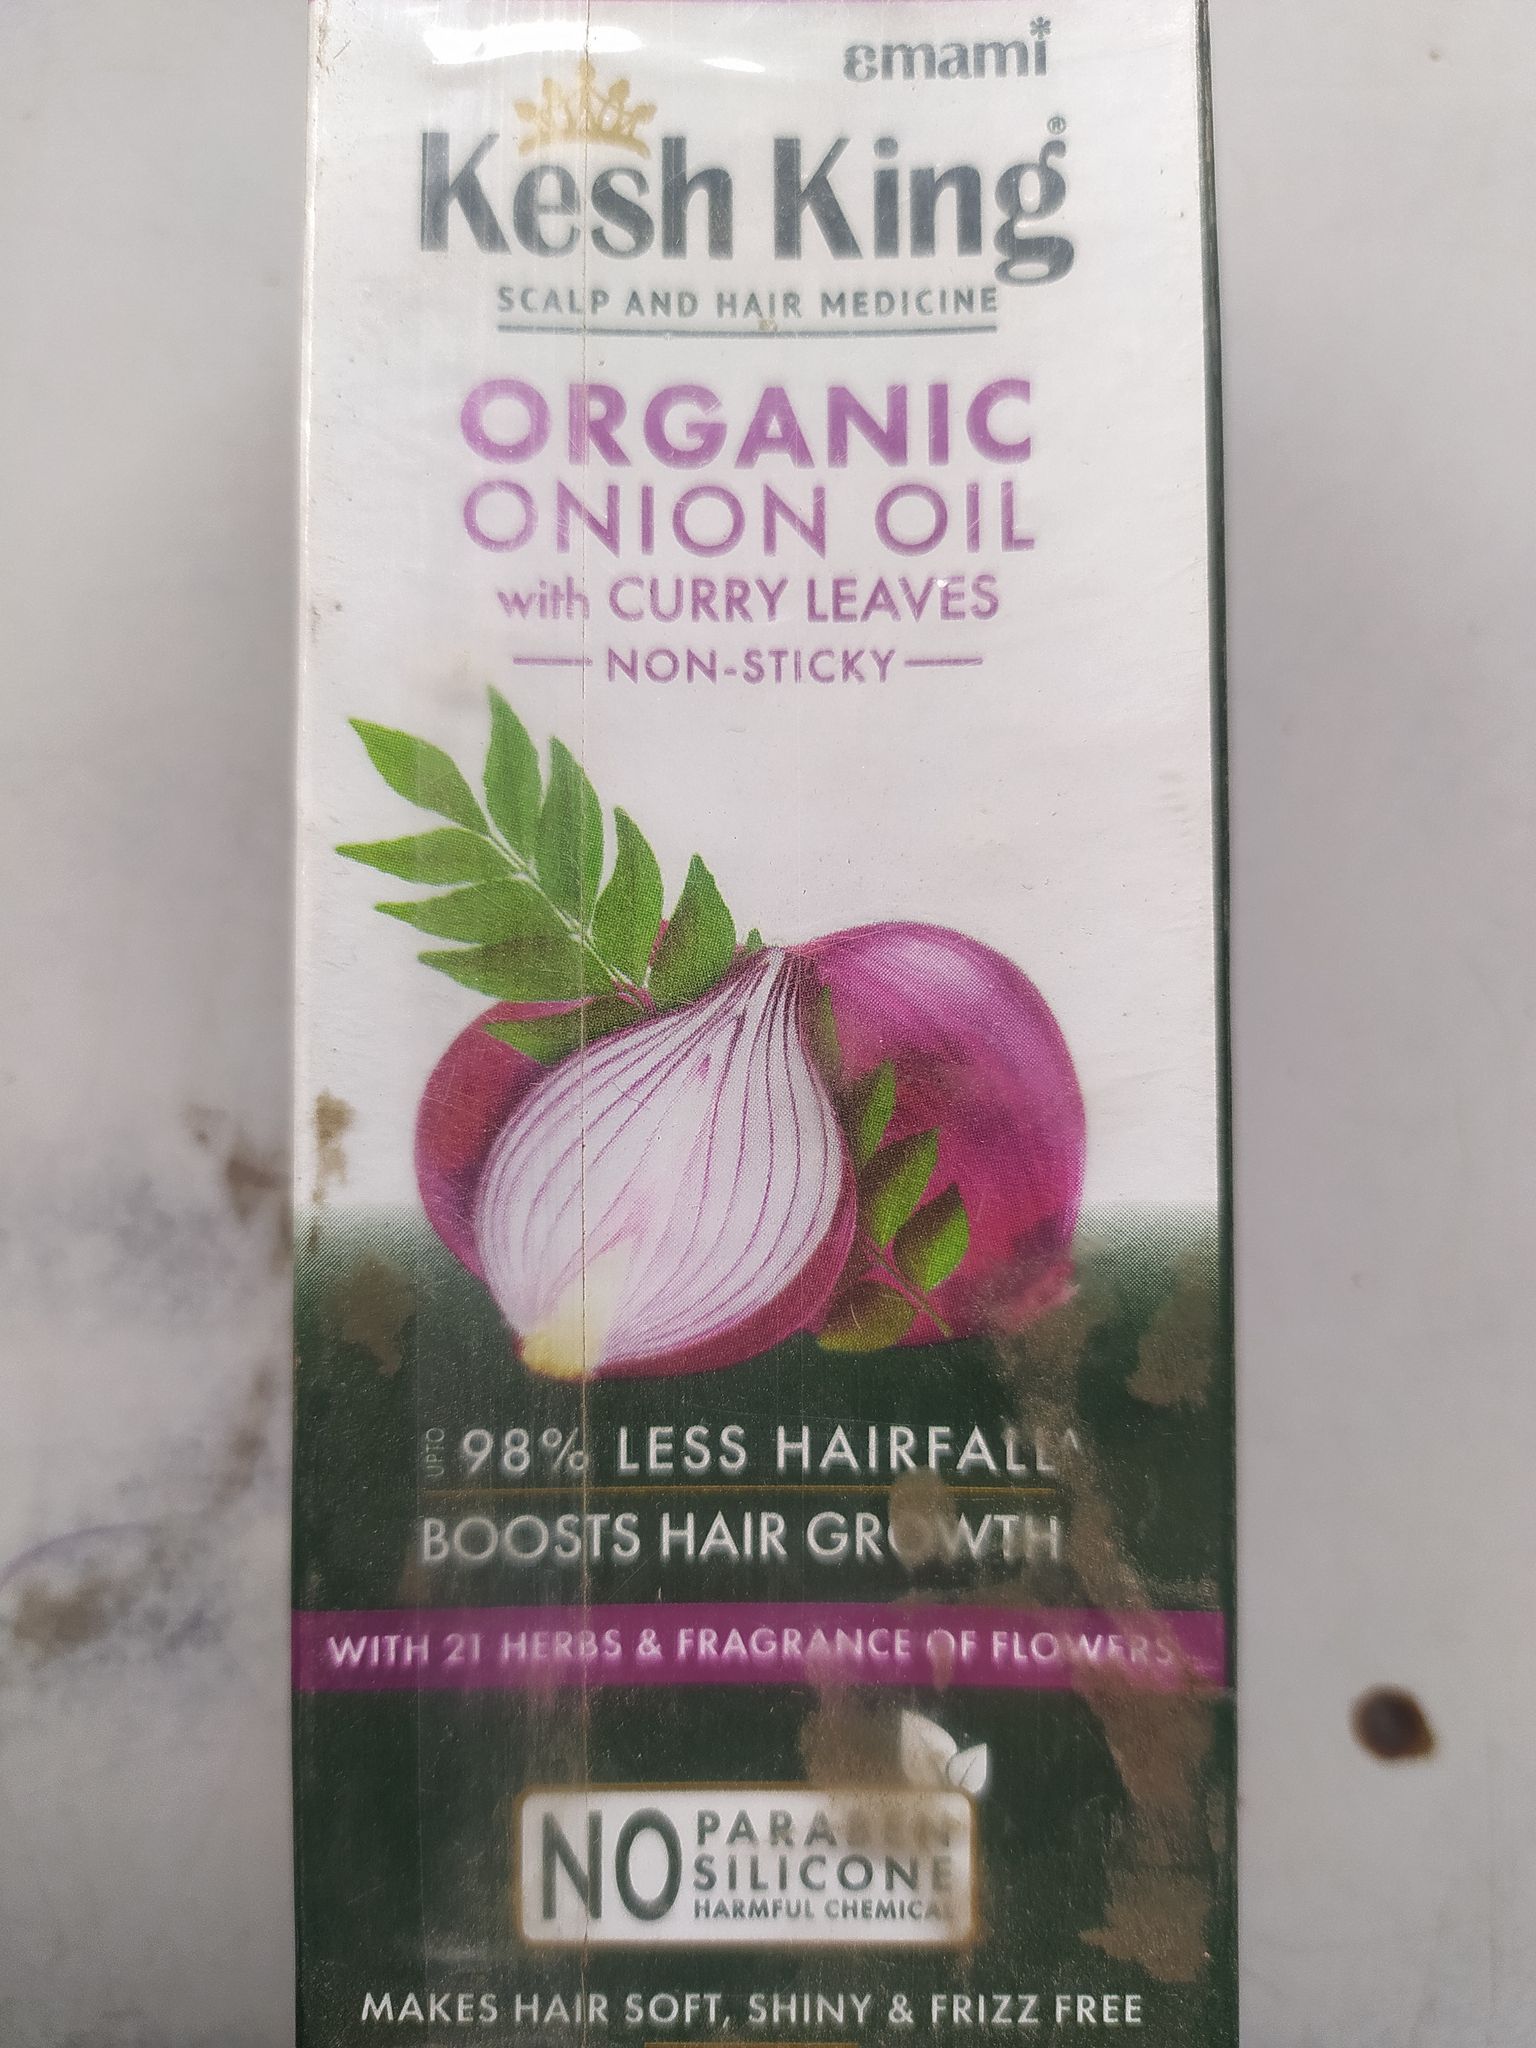 emami
Kesh King®
SCALP AND HAIR MEDICINE
ORGANIC
ONION OIL
with CURRY LEAVES
NON-STICKY
UPTO 98% LESS HAIRFALL^
BOOSTS HAIR GROWTH
WITH 21 HERBS & FRAGRANCE OF FLOWERS
NO PARABEN
SILICONE
HARMFUL CHEMICAL
MAKES HAIR SOFT, SHINY & FRIZZ FREE